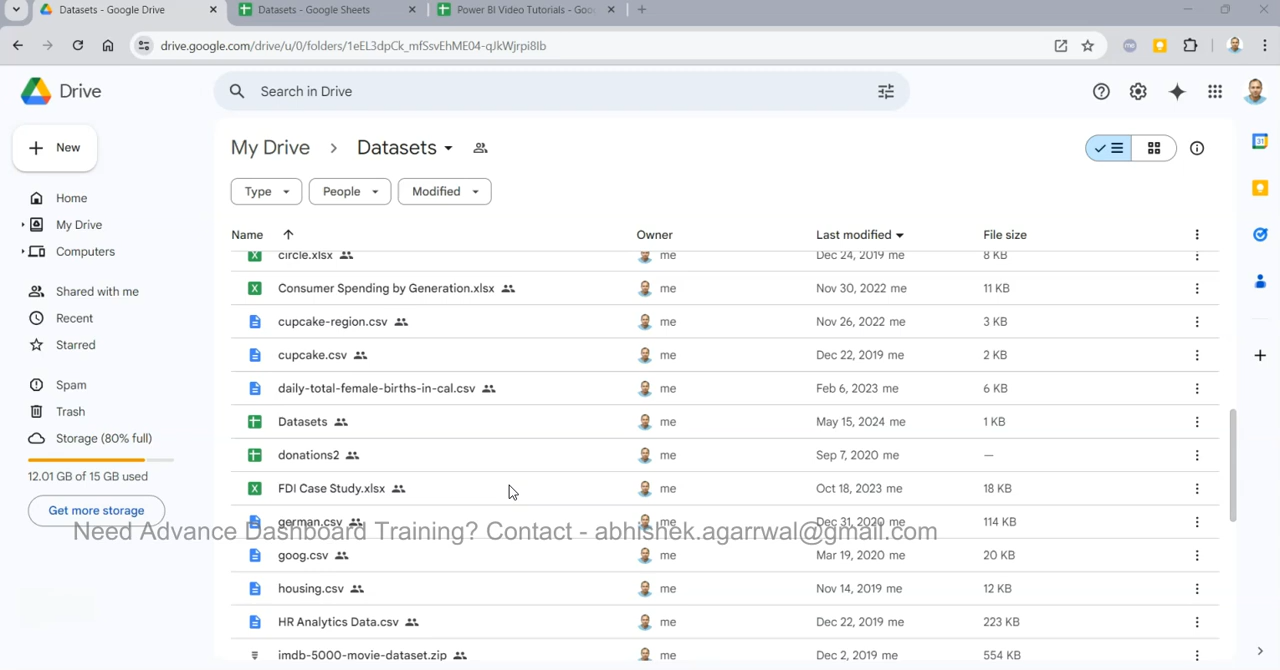 Datasets - Google Drive
Datasets - Google Sheets
Power BI Video Tutorials - Goo
drive.google.com/drive/u/0/folders/1eEL3dpCk_mfSsvEhME04-qJkWjrpi8Ib
Drive
Search in Drive
New
My Drive > Datasets
Home
My Drive
Computers
Shared with me
Recent
Starred
Spam
Trash
Storage (80% full)
12.01 GB of 15 GB used
Get more storage
Type People Modified
Name Owner Last modified File size
circle.xlsx me Dec 24, 2019 me 8 KB
Consumer Spending by Generation.xlsx me Nov 30, 2022 me 11 KB
cupcake-region.csv me Nov 26, 2022 me 3 KB
cupcake.csv me Dec 22, 2019 me 2 KB
daily-total-female-births-in-cal.csv me Feb 6, 2023 me 6 KB
Datasets me May 15, 2024 me 1 KB
donations2 me Sep 7, 2020 me —
FDI Case Study.xlsx me Oct 18, 2023 me 18 KB
german.csv me Dec 31, 2020 me 114 KB
Need Advance Dashboard Training? Contact - abhishek.agarrwal@gmail.com
goog.csv me Mar 19, 2020 me 20 KB
housing.csv me Nov 14, 2019 me 12 KB
HR Analytics Data.csv me Dec 22, 2019 me 223 KB
imdb-5000-movie-dataset.zip me Dec 2, 2019 me 554 KB